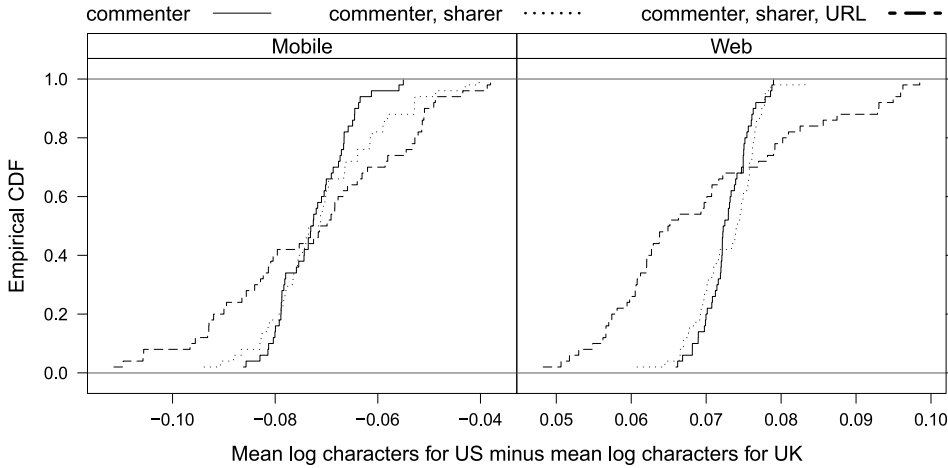 commenter
commenter, sharer
commenter, sharer, URL
Mobile
Web
Empirical CDF
1.0
0.8
0.6
0.4
0.2
0.0
−0.10
−0.08
−0.06
−0.04
0.05
0.06
0.07
0.08
0.09
0.10
Mean log characters for US minus mean log characters for UK